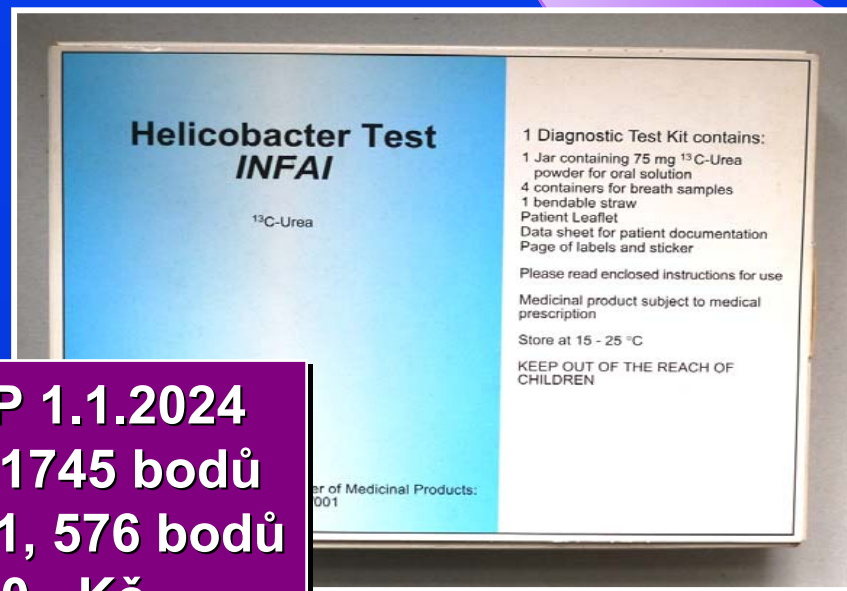 Helicobacter Test
INFAI
¹³C-Urea
1 Diagnostic Test Kit contains:
1 Jar containing 75 mg ¹³C-Urea
powder for oral solution
4 containers for breath samples
1 bendable straw
Patient Leaflet
Data sheet for patient documentation
Page of labels and sticker
Please read enclosed instructions for use
Medicinal product subject to medical
prescription
Store at 15 - 25 °C
KEEP OUT OF THE REACH OF
CHILDREN
of Medicinal Products:
1.1.2024
1745 bodů
1, 576 bodů
Kč